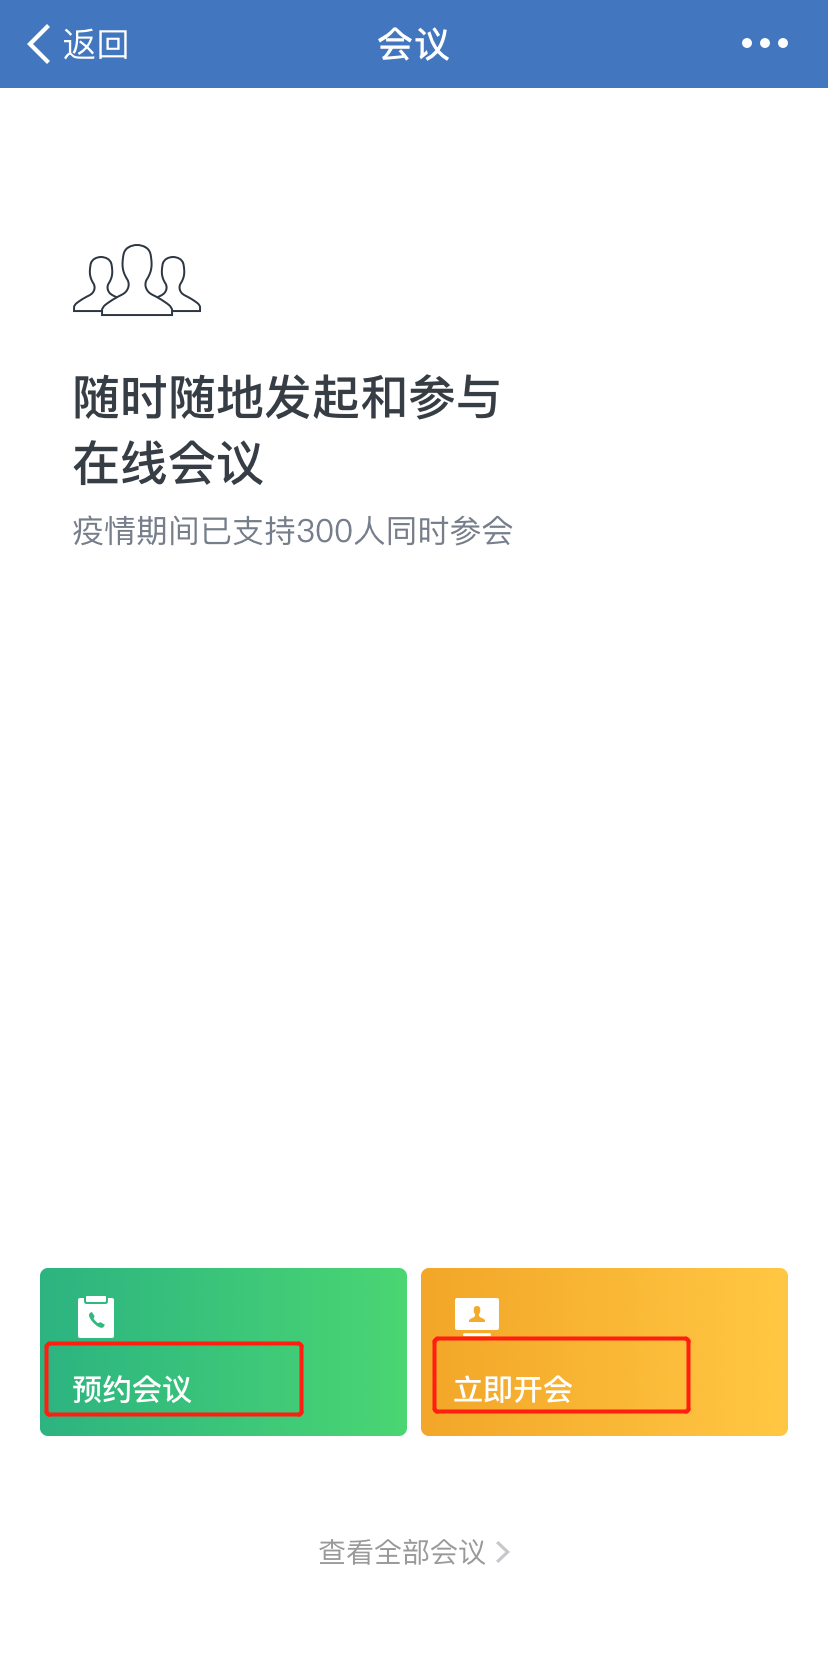 返回
会议
随时随地发起和参与
在线会议
疫情期间已支持300人同时参会
预约会议
立即开会
查看全部会议